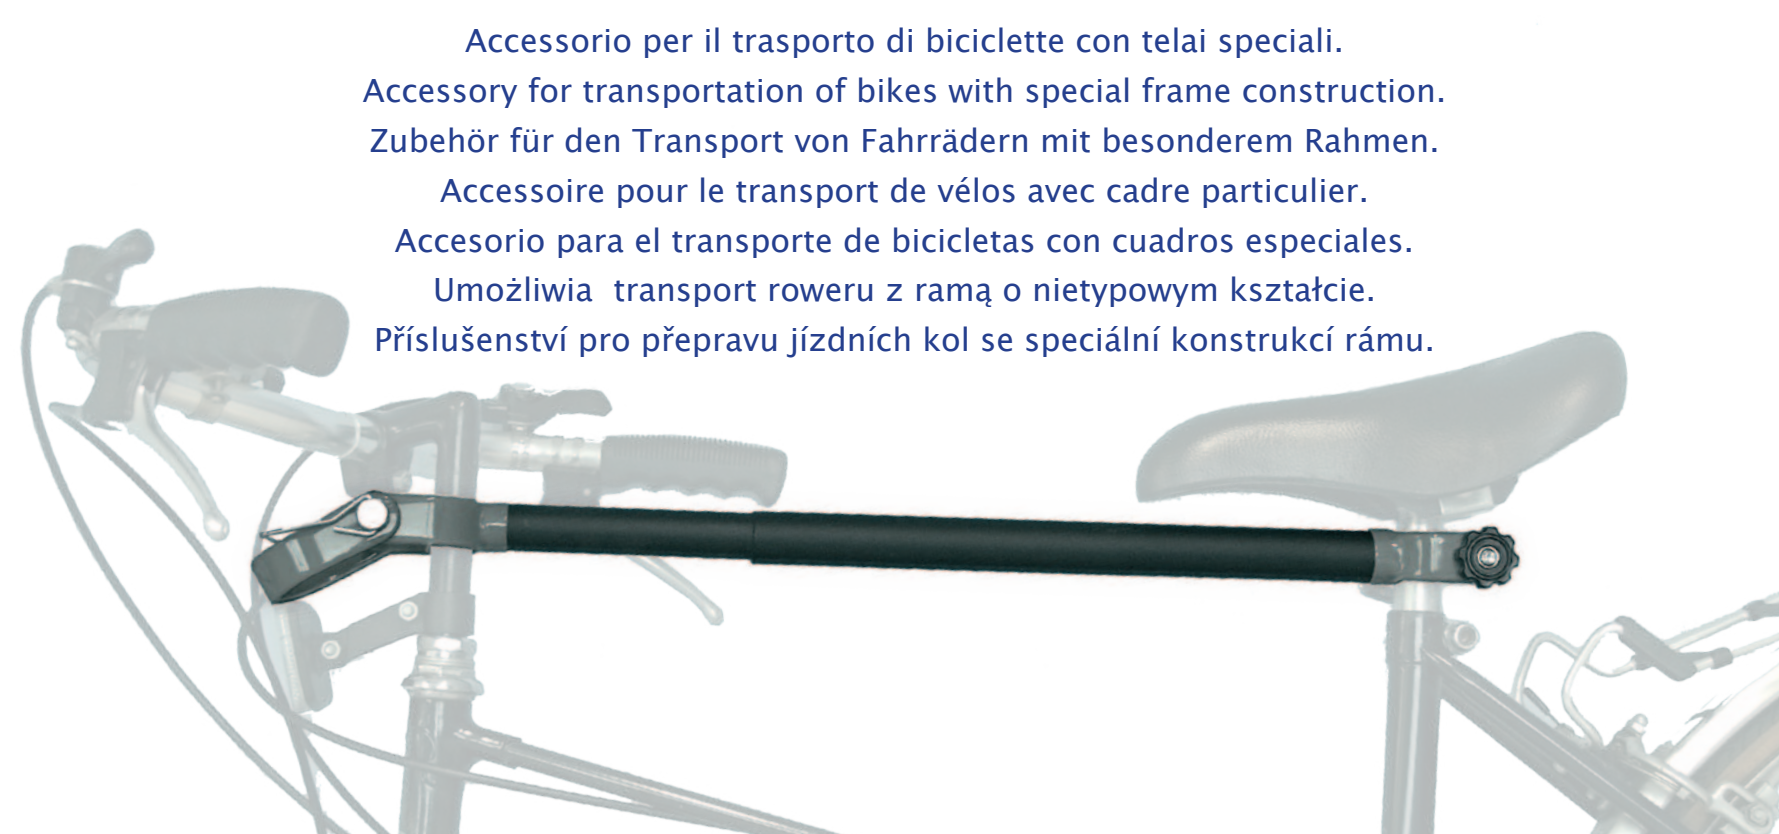 Accessorio per il trasporto di biciclette con telai speciali.
Accessory for transportation of bikes with special frame construction.
Zubehör für den Transport von Fahrrädern mit besonderem Rahmen.
Accessoire pour le transport de vélos avec cadre particulier.
Accesorio para el transporte de bicicletas con cuadros especiales.
Umożliwia  transport roweru z ramą o nietypowym kształcie.
Příslušenství pro přepravu jízdních kol se speciální konstrukcí rámu.